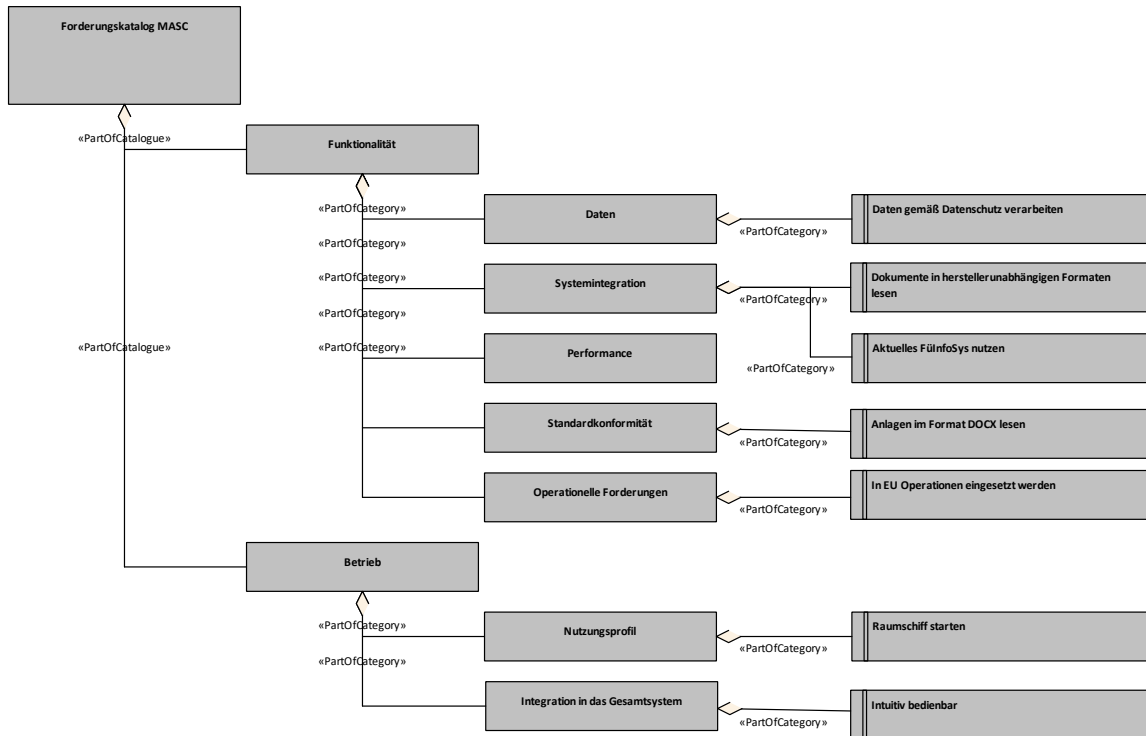 Forderungskatalog MASC
«PartOfCatalogue»
Funktionalität
«PartOfCategory»
Daten
«PartOfCategory»
Daten gemäß Datenschutz verarbeiten
«PartOfCategory»
«PartOfCategory»
Systemintegration
«PartOfCategory»
Dokumente in herstellerunabhängigen Formaten
lesen
«PartOfCategory»
«PartOfCatalogue»
«PartOfCategory»
Performance
«PartOfCategory»
Aktuelles FüInfoSys nutzen
Standardkonformität
«PartOfCategory»
Anlagen im Format DOCX lesen
Operationelle Forderungen
«PartOfCategory»
In EU Operationen eingesetzt werden
Betrieb
«PartOfCategory»
Nutzungsprofil
«PartOfCategory»
Raumschiff starten
«PartOfCategory»
Integration in das Gesamtsystem
«PartOfCategory»
Intuitiv bedienbar